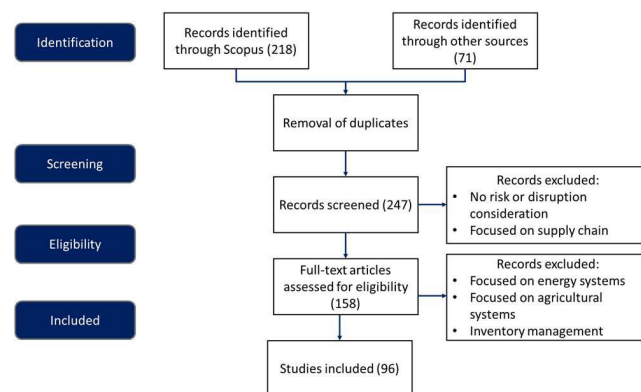 Identification
Records identified
through Scopus (218)
Records identified
through other sources
(71)
Removal of duplicates
Screening
Records screened (247)
Records excluded:
• No risk or disruption
consideration
• Focused on supply chain
Eligibility
Full-text articles
assessed for eligibility
(158)
Records excluded:
• Focused on energy systems
• Focused on agricultural
systems
• Inventory management
Included
Studies included (96)